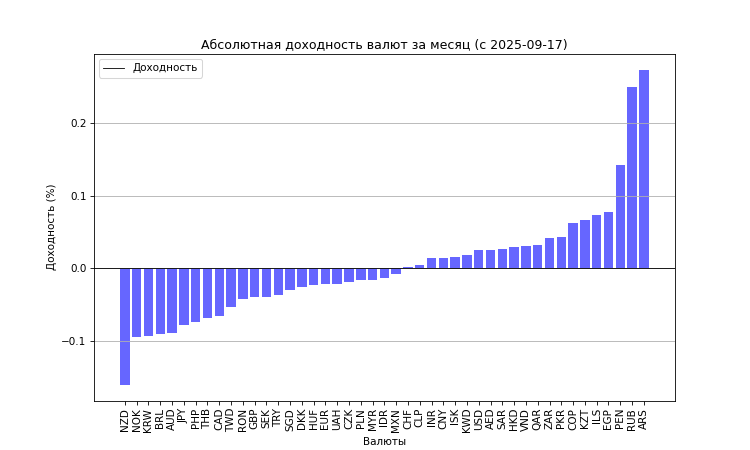 Абсолютная доходность валют за месяц (с 2025-09-17)
Доходность
0.2
0.1
0.0
−0.1
Доходность (%)
NZD NOK KRW BRL AUD JPY PHP THB CAD TWD RON GBP SEK TRY SGD DKK HUF EUR UAH CZK PLN MYR IDR MXN CHF CLP INR CNY ISK KWD USD AED SAR HKD VND QAR ZAR PKR COP KZT ILS EGP PEN RUB ARS
Валюты